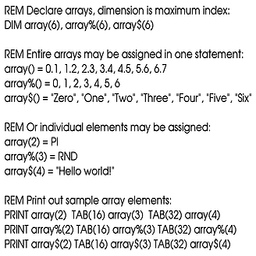 REM Declare arrays, dimension is maximum index:
DIM array(6), array%(6), array$(6)
REM Entire arrays may be assigned in one statement:
array() = 0.1, 1.2, 2.3, 3.4, 4.5, 5.6, 6.7
array%() = 0, 1, 2, 3, 4, 5, 6
array$() = "Zero", "One", "Two", "Three", "Four", "Five", "Six"
REM Or individual elements may be assigned:
array(2) = PI
array%(3) = RND
array$(4) = "Hello world!"
REM Print out sample array elements:
PRINT array(2) TAB(16) array(3) TAB(32) array(4)
PRINT array%(2) TAB(16) array%(3) TAB(32) array%(4)
PRINT array$(2) TAB(16) array$(3) TAB(32) array$(4)